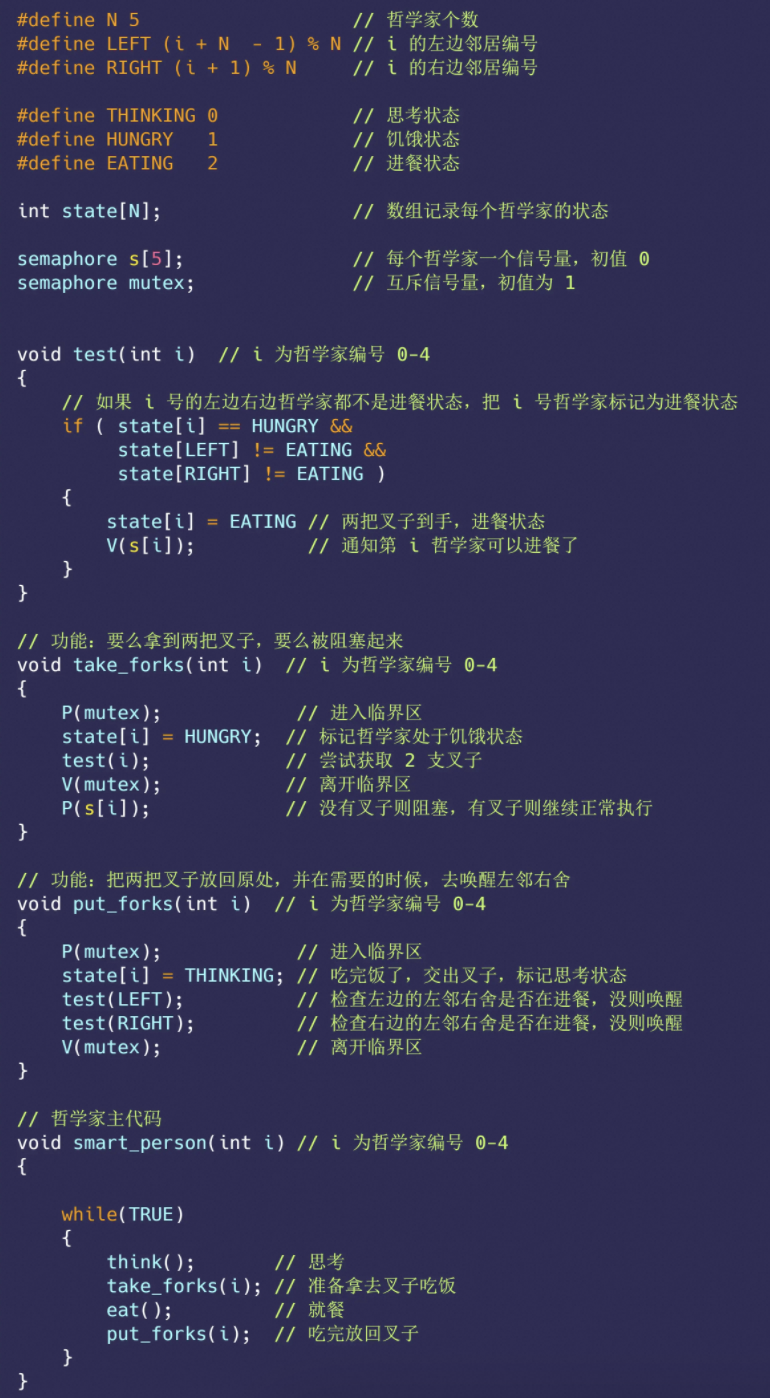 #define N 5 // 哲学家个数
#define LEFT (i + N  - 1) % N // i 的左边邻居编号
#define RIGHT (i + 1) % N // i 的右边邻居编号
#define THINKING 0 // 思考状态
#define HUNGRY   1 // 饥饿状态
#define EATING   2 // 进餐状态
int state[N]; // 数组记录每个哲学家的状态
semaphore s[5]; // 每个哲学家一个信号量，初值 0
semaphore mutex; // 互斥信号量，初值为 1
void test(int i)  // i 为哲学家编号 0-4
{
    // 如果 i 号的左边右边哲学家都不是进餐状态，把 i 号哲学家标记为进餐状态
    if ( state[i] == HUNGRY &&
         state[LEFT] != EATING &&
         state[RIGHT] != EATING )
    {
        state[i] = EATING // 两把叉子到手，进餐状态
        V(s[i]);          // 通知第 i 哲学家可以进餐了
    }
}
// 功能：要么拿到两把叉子，要么被阻塞起来
void take_forks(int i)  // i 为哲学家编号 0-4
{
    P(mutex);            // 进入临界区
    state[i] = HUNGRY;  // 标记哲学家处于饥饿状态
    test(i);            // 尝试获取 2 支叉子
    V(mutex);           // 离开临界区
    P(s[i]);            // 没有叉子则阻塞，有叉子则继续正常执行
}
// 功能：把两把叉子放回原处，并在需要的时候，去唤醒左邻右舍
void put_forks(int i)  // i 为哲学家编号 0-4
{
    P(mutex);            // 进入临界区
    state[i] = THINKING; // 吃完饭了，交出叉子，标记思考状态
    test(LEFT);          // 检查左边的左邻右舍是否在进餐，没则唤醒
    test(RIGHT);         // 检查右边的左邻右舍是否在进餐，没则唤醒
    V(mutex);            // 离开临界区
}
// 哲学家主代码
void smart_person(int i) // i 为哲学家编号 0-4
{
    while(TRUE)
    {
        think();       // 思考
        take_forks(i); // 准备拿去叉子吃饭
        eat();         // 就餐
        put_forks(i);  // 吃完放回叉子
    }
}